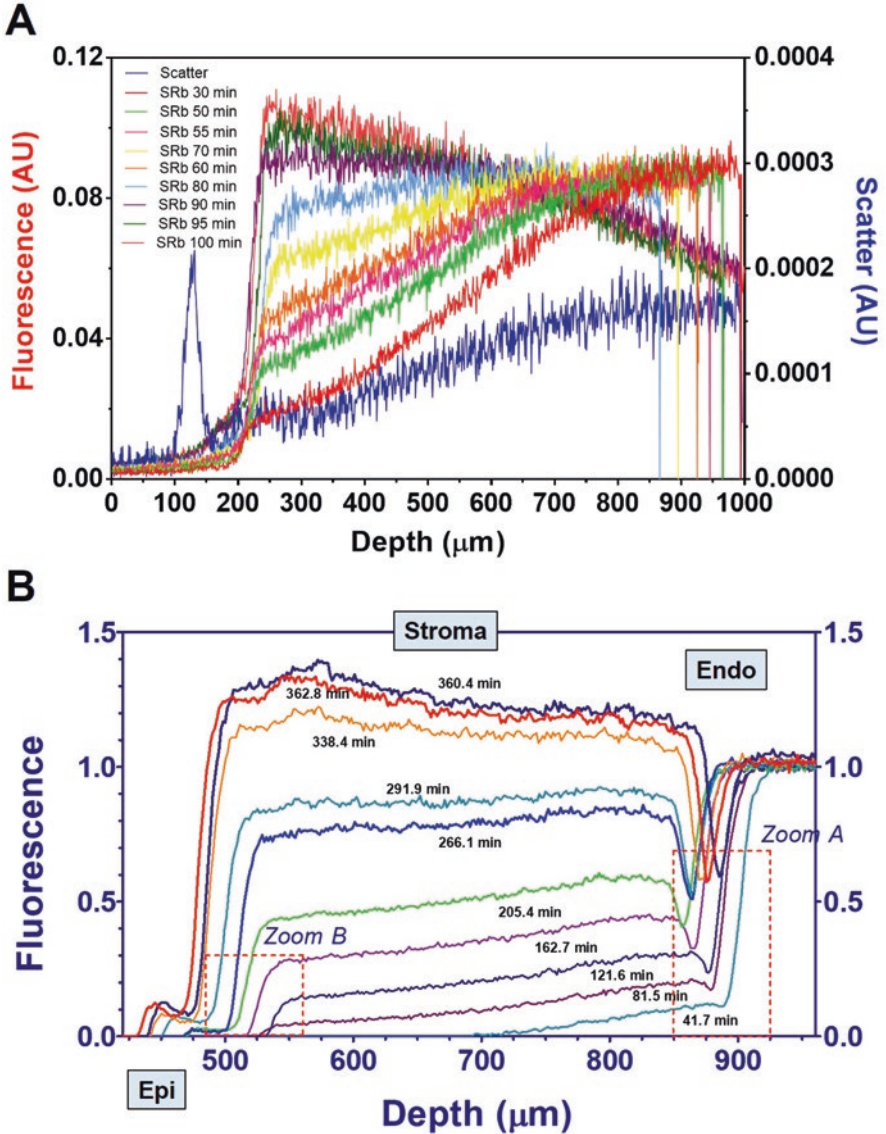 A
Fluorescence (AU)
0.12
0.08
0.04
0.00
Scatter
SRb 30 min
SRb 50 min
SRb 55 min
SRb 70 min
SRb 60 min
SRb 80 min
SRb 90 min
SRb 95 min
SRb 100 min
0.0004
0.0003
0.0002
0.0001
0.0000
Scatter (AU)
0 100 200 300 400 500 600 700 800 900 1000
Depth (μm)
B
Stroma
Endo
Epi
Fluorescence
1.5
1.0
0.5
0.0
360.4 min
362.8 min
338.4 min
291.9 min
266.1 min
205.4 min
162.7 min
121.6 min
81.5 min
41.7 min
Zoom A
Zoom B
1.5
1.0
0.5
0.0
500 600 700 800 900
Depth (μm)